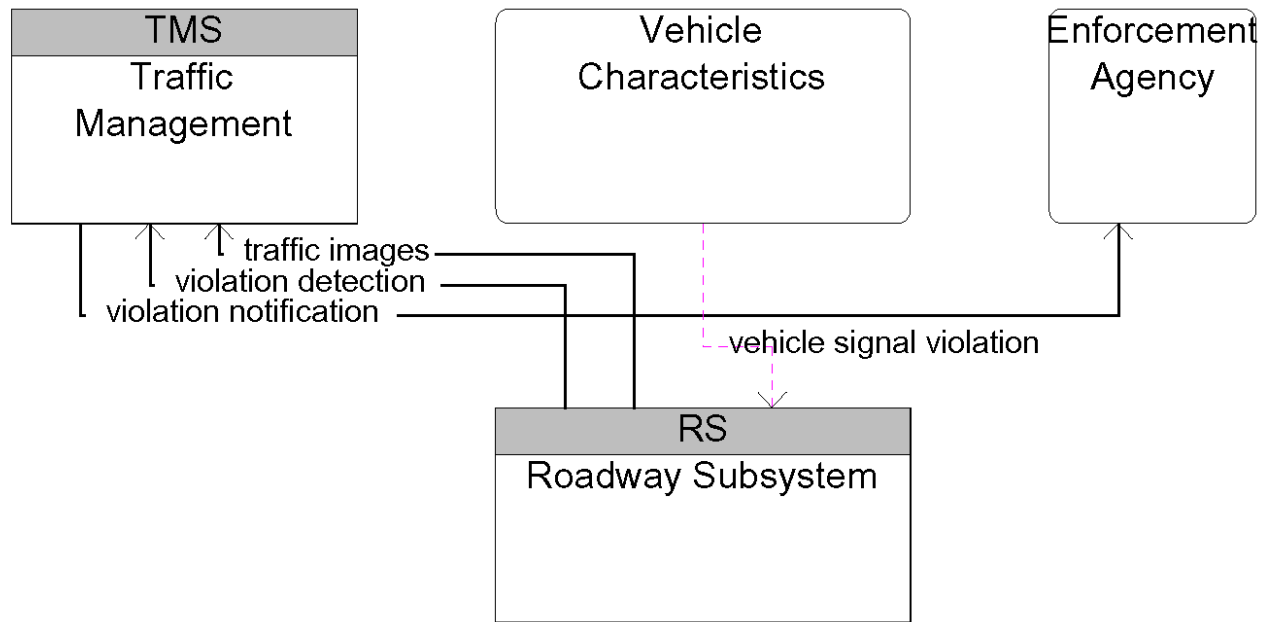 TMS
Traffic
Management
Vehicle
Characteristics
Enforcement
Agency
traffic images
violation detection
violation notification
vehicle signal violation
RS
Roadway Subsystem